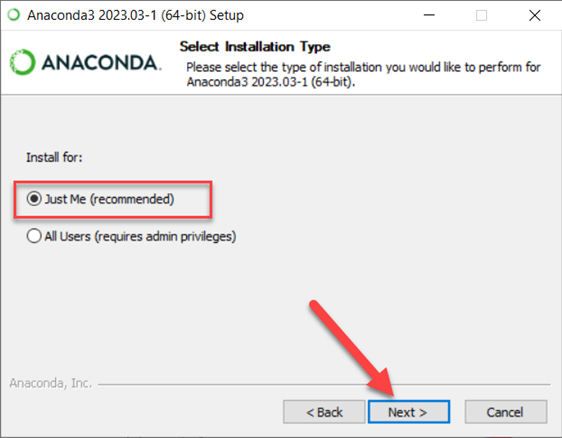 Anaconda3 2023.03-1 (64-bit) Setup
ANACONDA.
Select Installation Type
Please select the type of installation you would like to perform for
Anaconda3 2023.03-1 (64-bit).
Install for:
Just Me (recommended)
All Users (requires admin privileges)
Anaconda, Inc.
< Back
Next >
Cancel